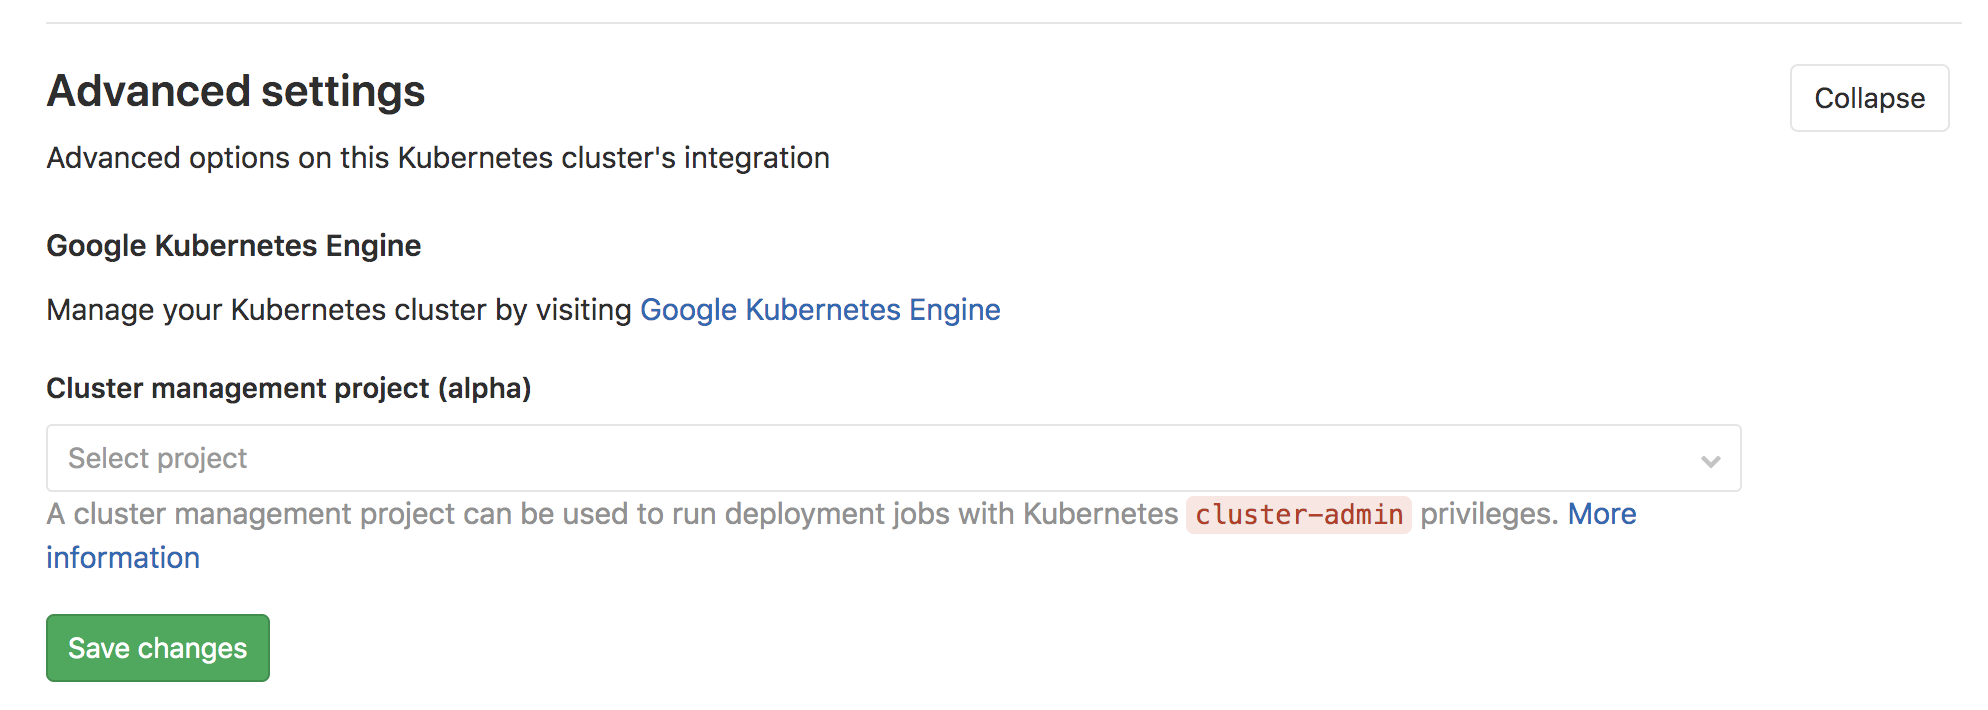 Advanced settings
Collapse
Advanced options on this Kubernetes cluster's integration
Google Kubernetes Engine
Manage your Kubernetes cluster by visiting Google Kubernetes Engine
Cluster management project (alpha)
Select project
A cluster management project can be used to run deployment jobs with Kubernetes cluster-admin privileges. More
information
Save changes